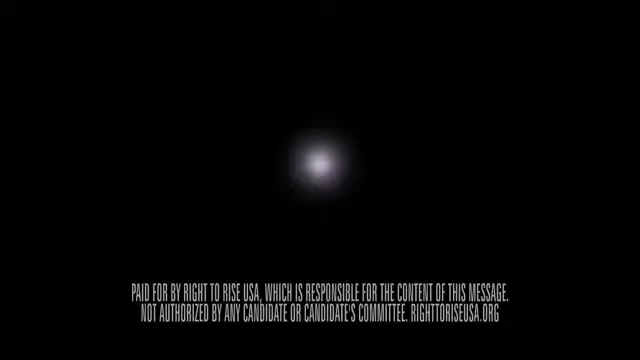 PAID FOR BY RIGHT TO RISE USA, WHICH IS RESPONSIBLE FOR THE CONTENT OF THIS MESSAGE.
NOT AUTHORIZED BY ANY CANDIDATE OR CANDIDATE'S COMMITTEE. RIGHTTORISEUSA.ORG